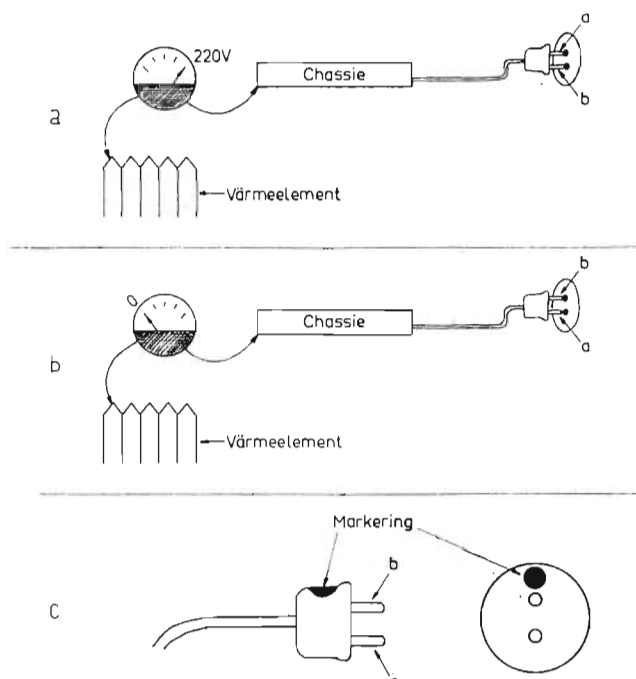 a
220V
Chassie
b
a
Värmeelement
b
0
Chassie
b
a
Värmeelement
Markering
b
c